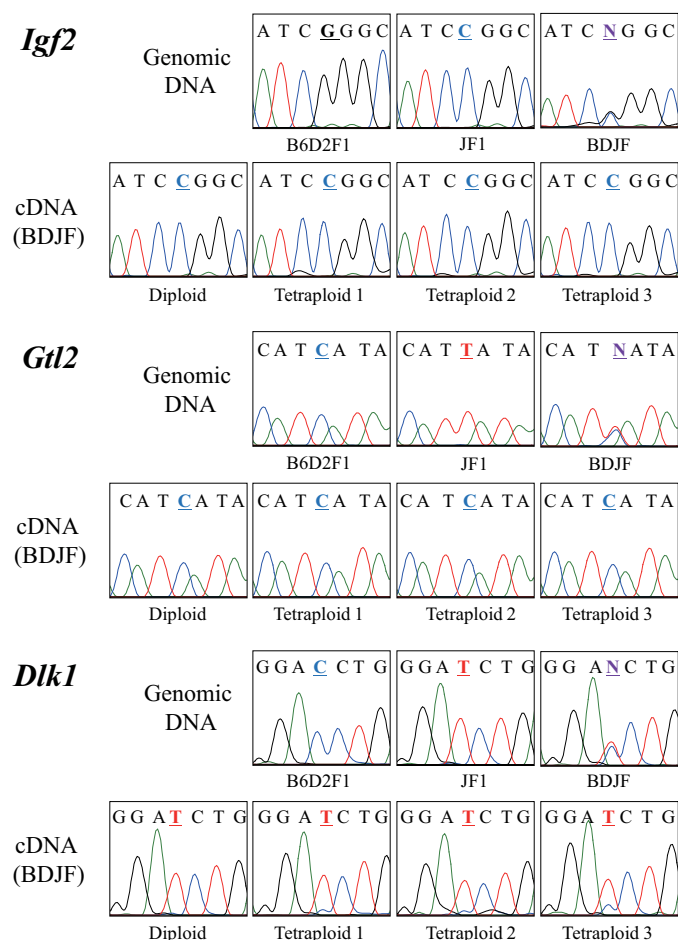 Igf2
Genomic
DNA
A T C G G G C
A T C C G G C
A T C N G G C
B6D2F1
JF1
BDJF
cDNA
(BDJF)
A T C C G G C
A T C C G G C
A T C C G G C
A T C C G G C
Diploid
Tetraploid 1
Tetraploid 2
Tetraploid 3
Gtl2
Genomic
DNA
C A T C A T A
C A T T A T A
C A T N A T A
B6D2F1
JF1
BDJF
cDNA
(BDJF)
C A T C A T A
C A T C A T A
C A T C A T A
C A T C A T A
Diploid
Tetraploid 1
Tetraploid 2
Tetraploid 3
Dlk1
Genomic
DNA
G G A C C T G
G G A T C T G
G G A N C T G
B6D2F1
JF1
BDJF
cDNA
(BDJF)
G G A T C T G
G G A T C T G
G G A T C T G
G G A T C T G
Diploid
Tetraploid 1
Tetraploid 2
Tetraploid 3